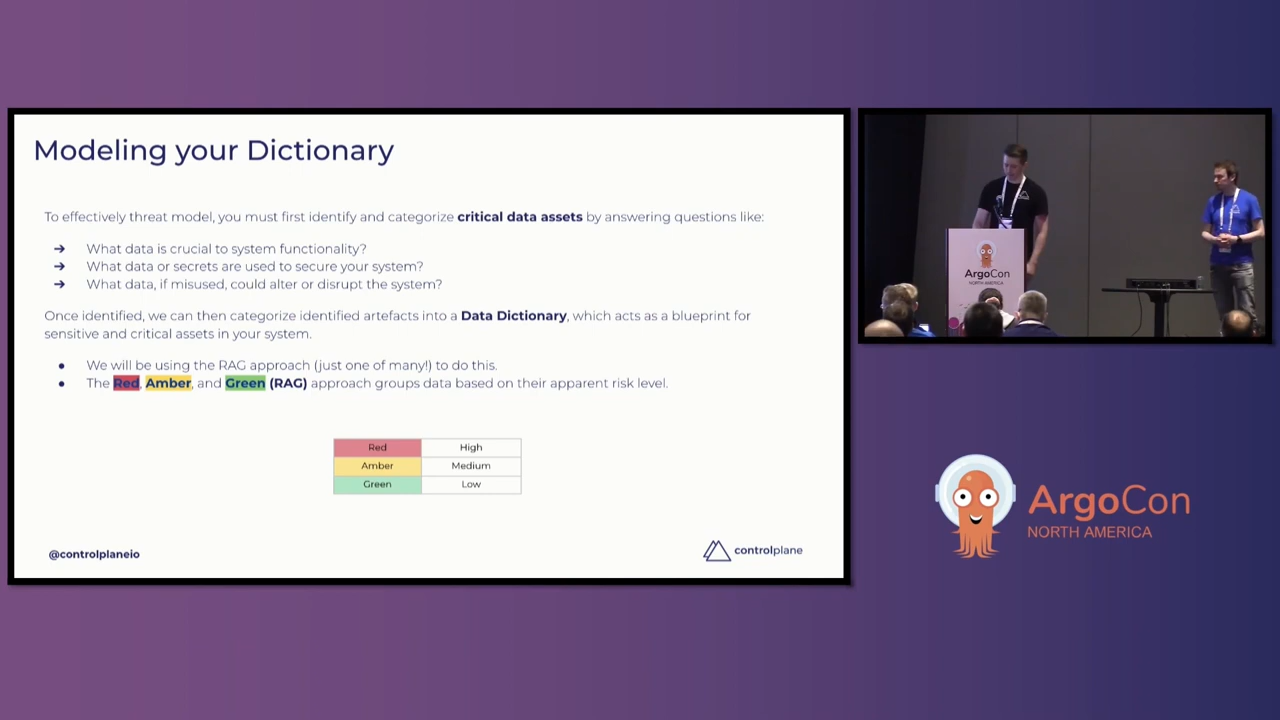 Modeling your Dictionary
To effectively threat model, you must first identify and categorize critical data assets by answering questions like:
➔ What data is crucial to system functionality?
➔ What data or secrets are used to secure your system?
➔ What data, if misused, could alter or disrupt the system?
Once identified, we can then categorize identified artefacts into a Data Dictionary, which acts as a blueprint for
sensitive and critical assets in your system.
● We will be using the RAG approach (just one of many!) to do this.
● The Red, Amber, and Green (RAG) approach groups data based on their apparent risk level.
Red High
Amber Medium
Green Low
@controlplaneio
controlplane
ArgoCon
NORTH AMERICA
ArgoCon
NORTH AMERICA